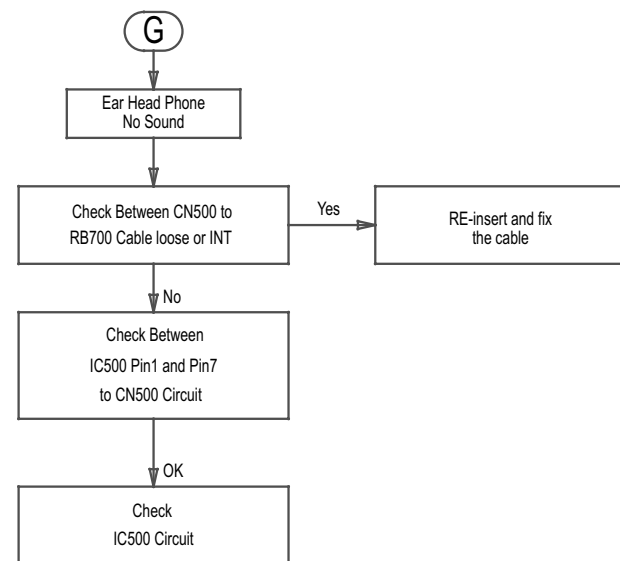 G
Ear Head Phone
No Sound
Check Between CN500 to
RB700 Cable loose or INT
Yes
RE-insert and fix
the cable
No
Check Between
IC500 Pin1 and Pin7
to CN500 Circuit
OK
Check
IC500 Circuit